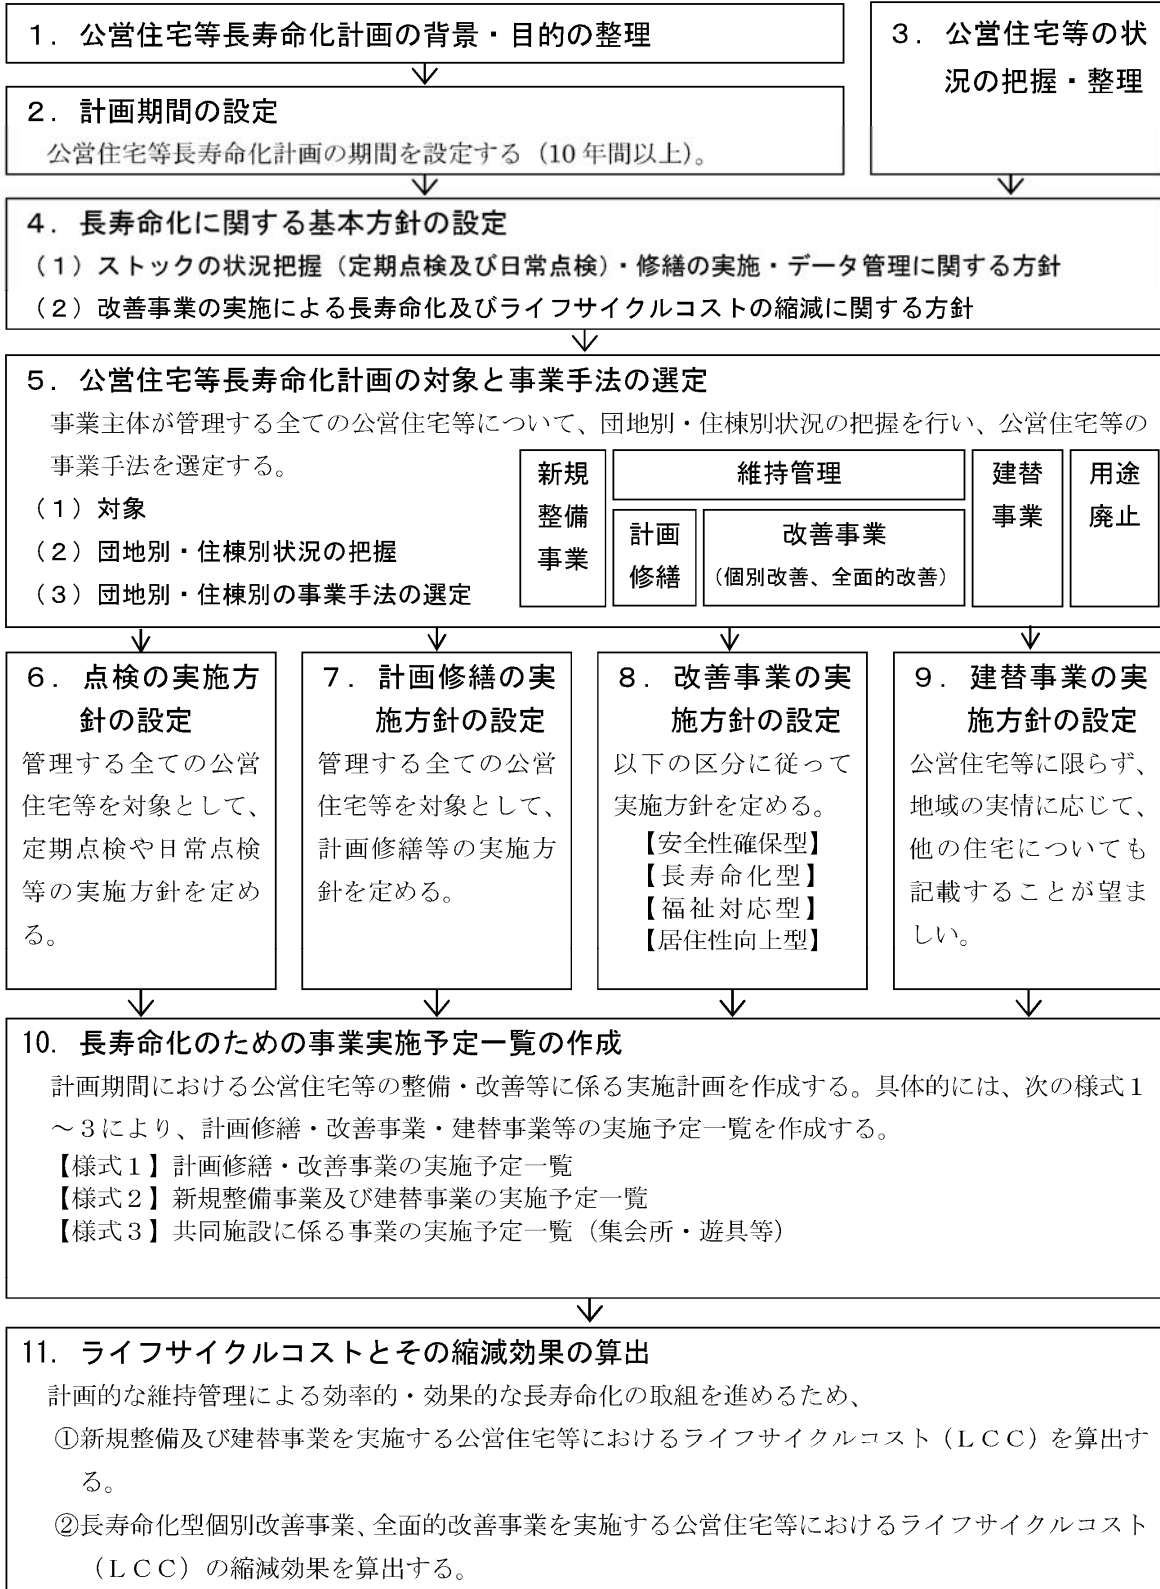 １．公営住宅等長寿命化計画の背景・目的の整理
２．計画期間の設定
公営住宅等長寿命化計画の期間を設定する（10 年間以上）。
３．公営住宅等の状
況の把握・整理
４．長寿命化に関する基本方針の設定
（１）ストックの状況把握（定期点検及び日常点検）・修繕の実施・データ管理に関する方針
（２）改善事業の実施による長寿命化及びライフサイクルコストの縮減に関する方針
５．公営住宅等長寿命化計画の対象と事業手法の選定
事業主体が管理する全ての公営住宅等について、団地別・住棟別状況の把握を行い、公営住宅等の
事業手法を選定する。
（１）対象
（２）団地別・住棟別状況の把握
（３）団地別・住棟別の事業手法の選定
新規
整備
事業
維持管理
計画
修繕
改善事業
（個別改善、全面的改善）
建替
事業
用途
廃止
６．点検の実施方
針の設定
管理する全ての公営
住宅等を対象として、
定期点検や日常点検
等の実施方針を定め
る。
７．計画修繕の実
施方針の設定
管理する全ての公営
住宅等を対象として、
計画修繕等の実施方
針を定める。
８．改善事業の実
施方針の設定
以下の区分に従って
実施方針を定める。
【安全性確保型】
【長寿命化型】
【福祉対応型】
【居住性向上型】
９．建替事業の実
施方針の設定
公営住宅等に限らず、
地域の実情に応じて、
他の住宅についても
記載することが望ま
しい。
10．長寿命化のための事業実施予定一覧の作成
計画期間における公営住宅等の整備・改善等に係る実施計画を作成する。具体的には、次の様式１
～３により、計画修繕・改善事業・建替事業等の実施予定一覧を作成する。
【様式１】計画修繕・改善事業の実施予定一覧
【様式２】新規整備事業及び建替事業の実施予定一覧
【様式３】共同施設に係る事業の実施予定一覧（集会所・遊具等）
11．ライフサイクルコストとその縮減効果の算出
計画的な維持管理による効率的・効果的な長寿命化の取組を進めるため、
①新規整備及び建替事業を実施する公営住宅等におけるライフサイクルコスト（ＬＣＣ）を算出す
る。
②長寿命化型個別改善事業、全面的改善事業を実施する公営住宅等におけるライフサイクルコスト
（ＬＣＣ）の縮減効果を算出する。